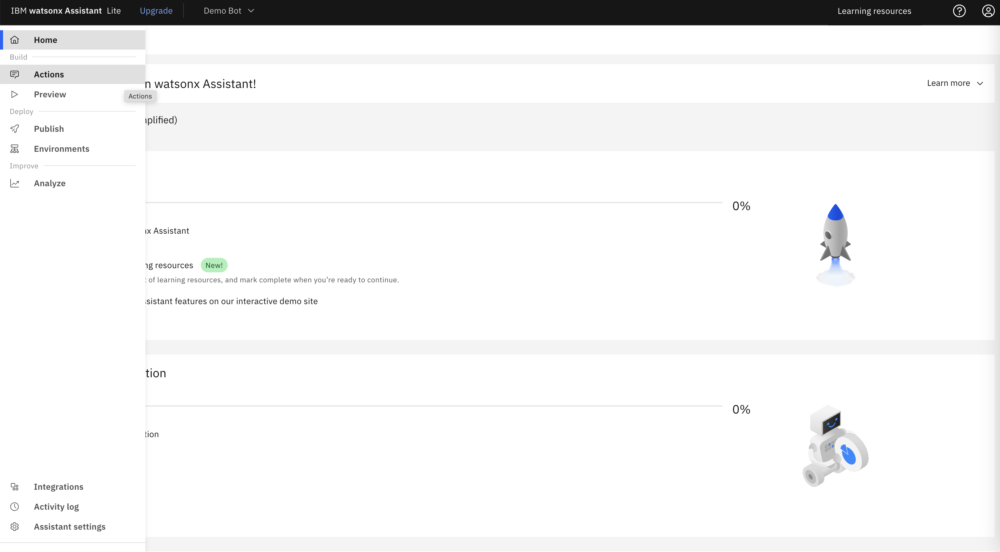 IBM watsonx Assistant Lite Upgrade Demo Bot Learning resources
Home
Build
Actions
Preview
Actions
Deploy
Publish
Environments
Improve
Analyze
Integrations
Activity log
Assistant settings
n watsonx Assistant!
Learn more
plified)
0%
x Assistant
ng resources New!
of learning resources, and mark complete when you’re ready to continue.
ssistant features on our interactive demo site
tion
0%
tion